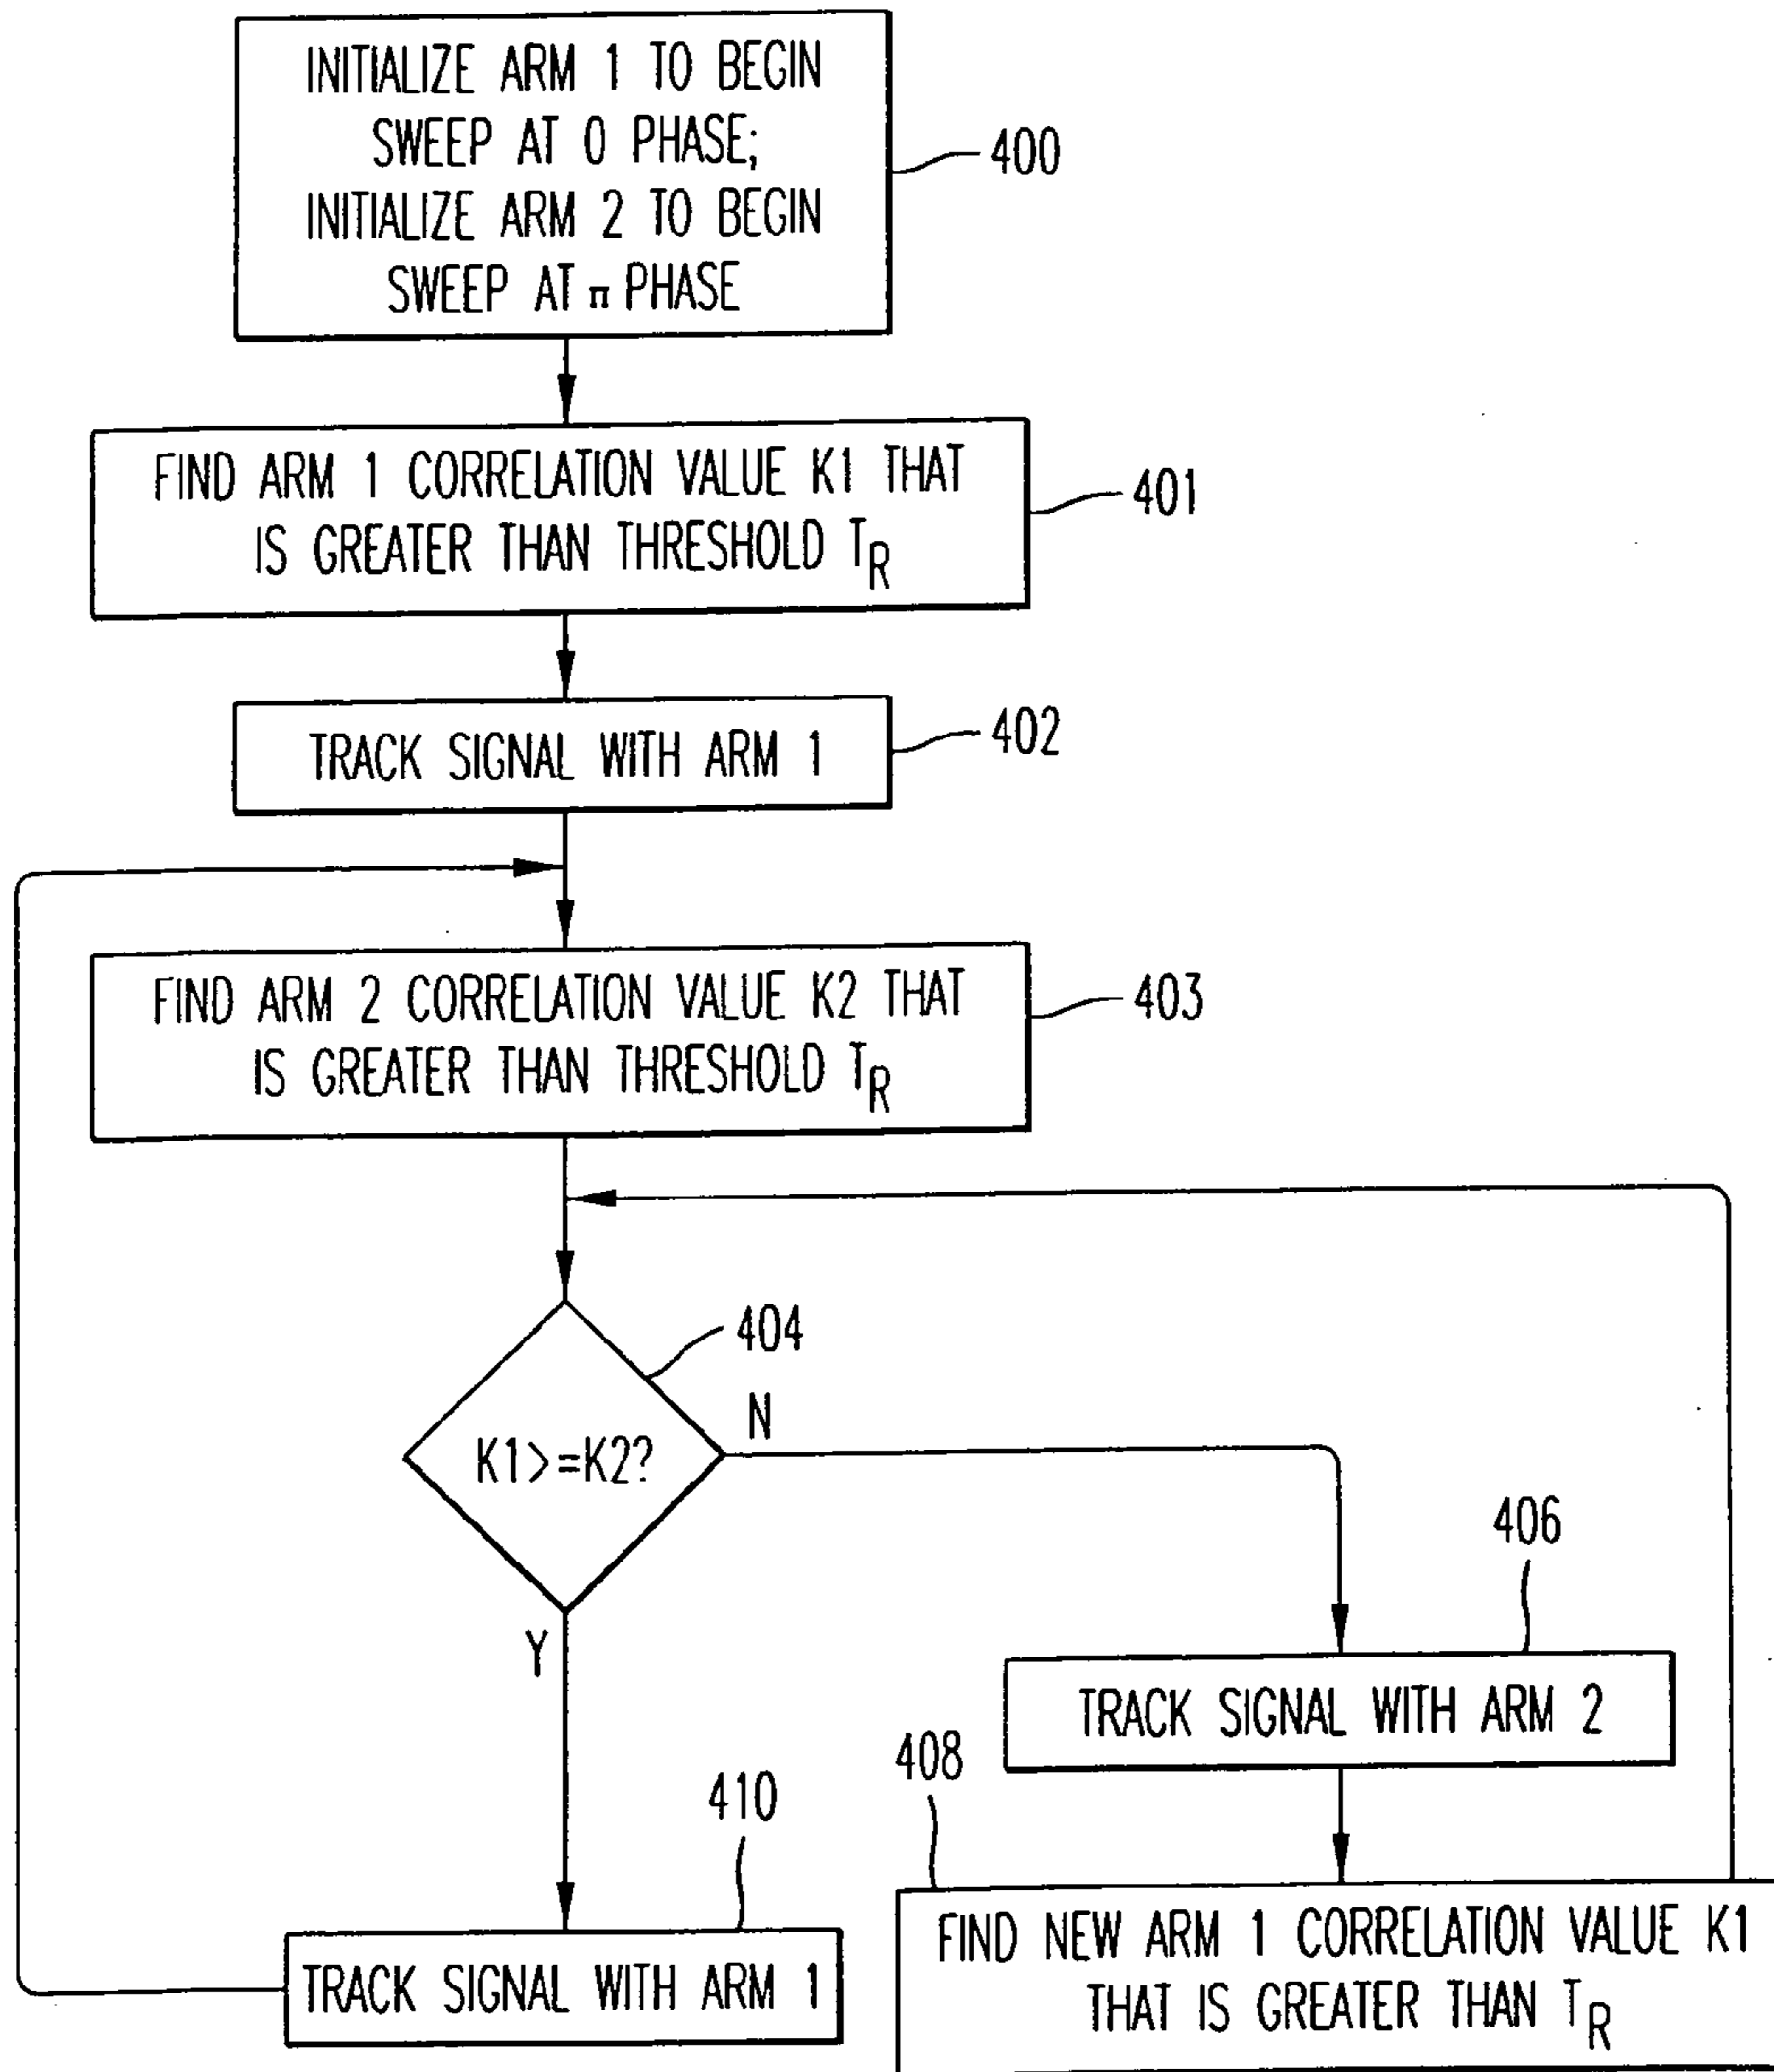 INITIALIZE ARM 1 TO BEGIN
SWEEP AT 0 PHASE;
INITIALIZE ARM 2 TO BEGIN
SWEEP AT π PHASE
400
FIND ARM 1 CORRELATION VALUE K1 THAT
IS GREATER THAN THRESHOLD TR
401
TRACK SIGNAL WITH ARM 1
402
FIND ARM 2 CORRELATION VALUE K2 THAT
IS GREATER THAN THRESHOLD TR
403
404
K1>=K2?
N
Y
406
TRACK SIGNAL WITH ARM 2
408
FIND NEW ARM 1 CORRELATION VALUE K1
THAT IS GREATER THAN TR
410
TRACK SIGNAL WITH ARM 1